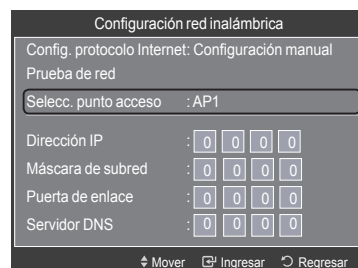 Configuración red inalámbrica
Config. protocolo Internet: Configuración manual
Prueba de red
Selecc. punto acceso : AP1
Dirección IP : 0 0 0 0
Máscara de subred : 0 0 0 0
Puerta de enlace : 0 0 0 0
Servidor DNS : 0 0 0 0
Mover Ingresar Regresar